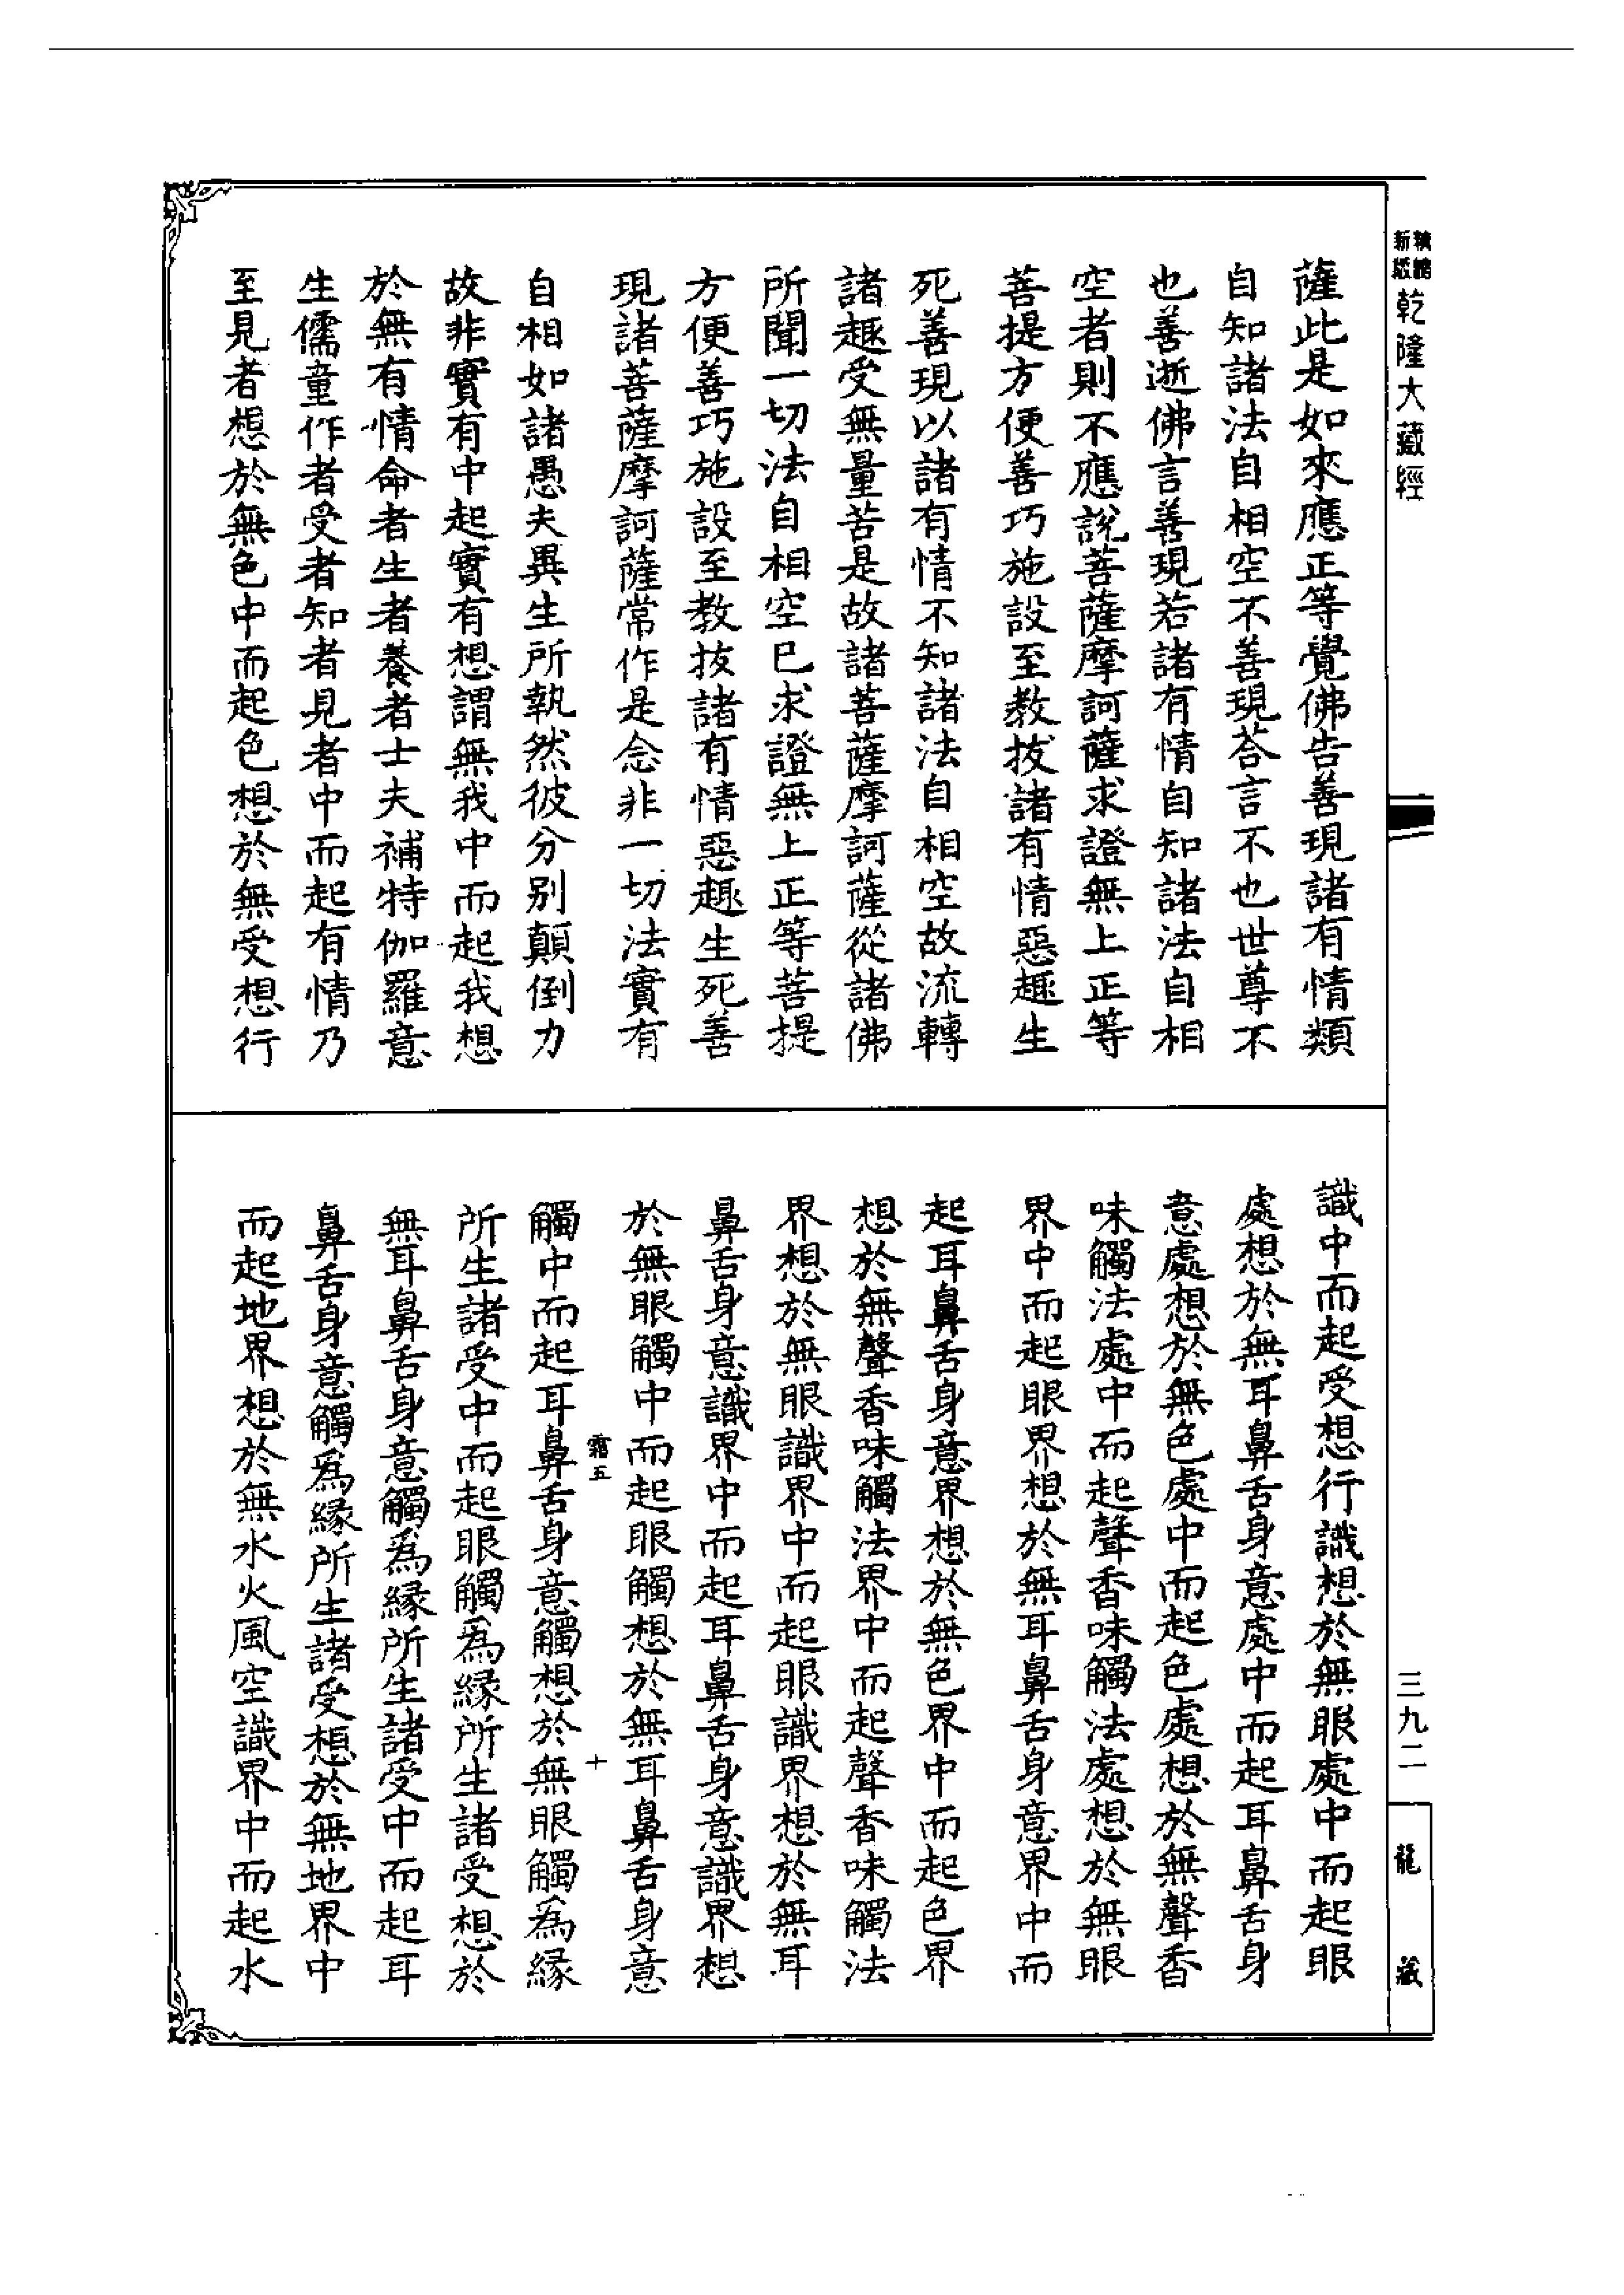 新纂精裝乾隆大藏經
薩此是如來應正等覺佛告善現諸有情類
自知諸法自相空不善現荅言不也世尊不
也善逝佛言善現若諸有情自知諸法自相
空者則不應說菩薩摩訶薩求證無上正等
菩提方便善巧施設至教拔諸有情惡趣生
死善現以諸有情不知諸法自相空故流轉
諸趣受無量苦是故諸菩薩摩訶薩從諸佛
所聞一切法自相空巳求證無上正等菩提
方便善巧施設至教拔諸有情惡趣生死善
現諸菩薩摩訶薩常作是念非一切法實有
自相如諸愚夫異生所執然彼分別顛倒力
故非實有中起實有想謂無我中而起我想
於無有情命者生者養者士夫補特伽羅意
生儒童作者受者知者見者中而起有情乃
至見者想於無色中而起色想於無受想行
識中而起受想行識想於無眼處中而起眼
處想於無耳鼻舌身意處中而起耳鼻舌身
意處想於無色處中而起色處想於無聲香
味觸法處中而起聲香味觸法處想於無眼
界中而起眼界想於無耳鼻舌身意界中而
起耳鼻舌身意界想於無色界中而起色界
想於無聲香味觸法界中而起聲香味觸法
界想於無眼識界中而起眼識界想於無耳
鼻舌身意識界中而起耳鼻舌身意識界想
於無眼觸中而起眼觸想於無耳鼻舌身意
霜五 十
觸中而起耳鼻舌身意觸想於無眼觸為緣
所生諸受中而起眼觸為緣所生諸受想於
無耳鼻舌身意觸為緣所生諸受中而起耳
鼻舌身意觸為緣所生諸受想於無地界中
而起地界想於無水火風空識界中而起水
三九二
龍藏